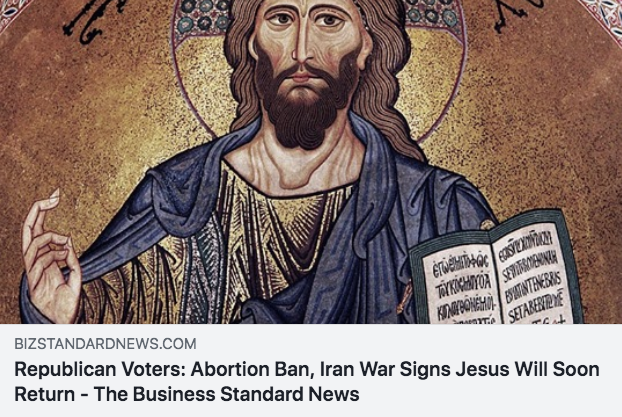 BIZSTANDARDNEWS.COM
Republican Voters: Abortion Ban, Iran War Signs Jesus Will Soon
Return - The Business Standard News